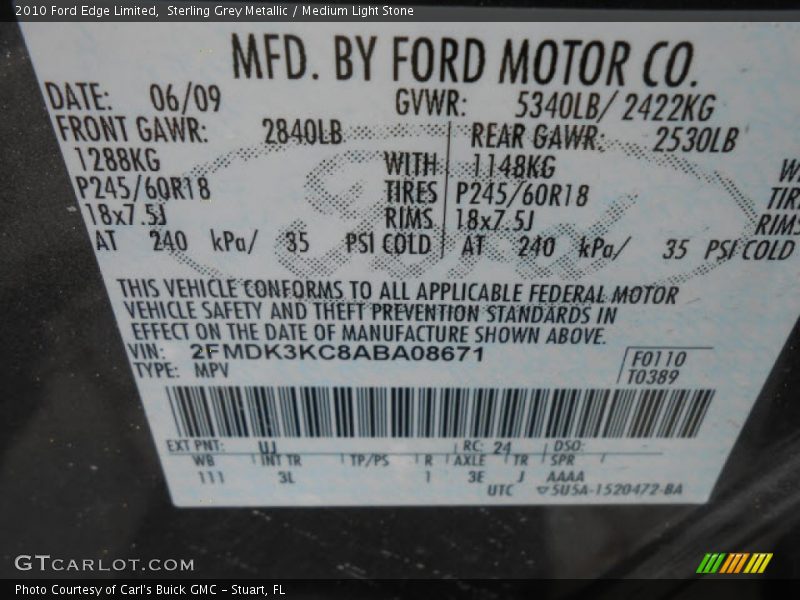 2010 Ford Edge Limited,  Sterling Grey Metallic / Medium Light Stone
MFD. BY FORD MOTOR CO.
DATE: 06/09 GVWR: 5340LB/ 2422KG
FRONT GAWR: 2840LB REAR GAWR: 2530LB
1288KG WITH 1148KG WI
P245/60R18 TIRES P245/60R18 TIRE
18x7.5J RIMS 18x7.5J RIMS
AT 240 kPa/ 35 PSI COLD AT 240 kPa/ 35 PSI COLD
Ford
THIS VEHICLE CONFORMS TO ALL APPLICABLE FEDERAL MOTOR
VEHICLE SAFETY AND THEFT PREVENTION STANDARDS IN
EFFECT ON THE DATE OF MANUFACTURE SHOWN ABOVE.
VIN: 2FMDK3KC8ABA08671 F0110
TYPE: MPV T0389
EXT PNT: UJ RC: 24 DSO:
WB INT TR TP/PS R AXLE TR SPR
111 3L 1 3E J AAAA
UTC 5U5A-1520472-BA
GTCARLOT.COM
Photo Courtesy of Carl's Buick GMC - Stuart, FL